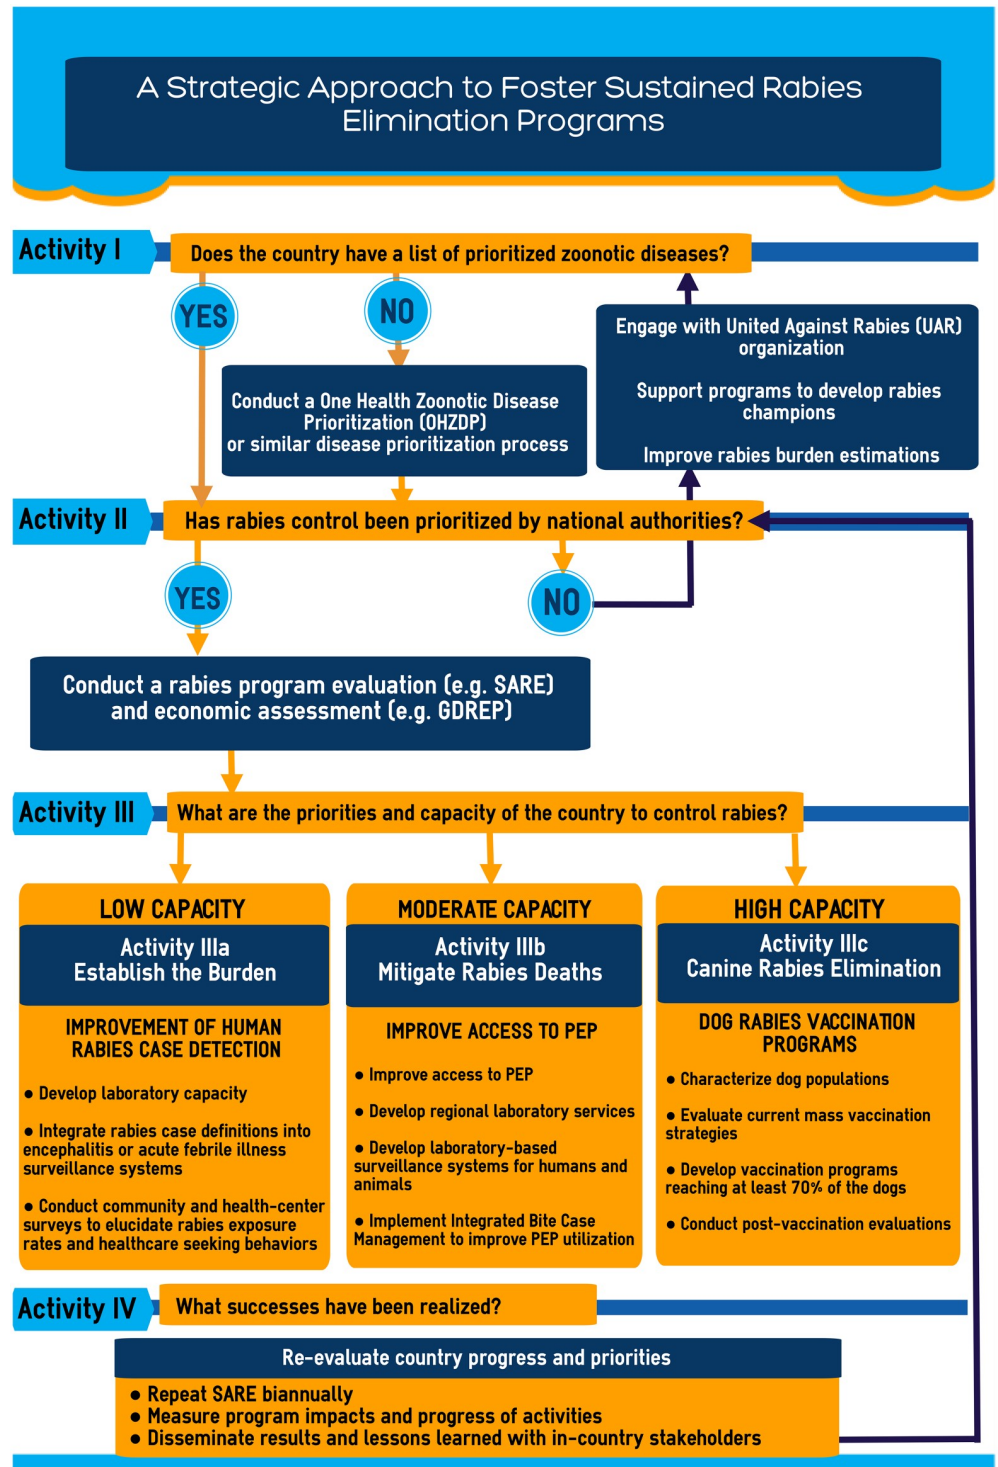 A Strategic Approach to Foster Sustained Rabies
Elimination Programs
Activity I
Does the country have a list of prioritized zoonotic diseases?
YES
NO
Engage with United Against Rabies (UAR)
organization
Support programs to develop rabies
champions
Improve rabies burden estimations
Conduct a One Health Zoonotic Disease
Prioritization (OHZDP)
or similar disease prioritization process
Activity II
Has rabies control been prioritized by national authorities?
YES
NO
Conduct a rabies program evaluation (e.g. SARE)
and economic assessment (e.g. GDREP)
Activity III
What are the priorities and capacity of the country to control rabies?
LOW CAPACITY
Activity IIIa
Establish the Burden
IMPROVEMENT OF HUMAN
RABIES CASE DETECTION
● Develop laboratory capacity
● Integrate rabies case definitions into
encephalitis or acute febrile illness
surveillance systems
● Conduct community and health-center
surveys to elucidate rabies exposure
rates and healthcare seeking behaviors
MODERATE CAPACITY
Activity IIIb
Mitigate Rabies Deaths
IMPROVE ACCESS TO PEP
● Improve access to PEP
● Develop regional laboratory services
● Develop laboratory-based
surveillance systems for humans and
animals
● Implement Integrated Bite Case
Management to improve PEP utilization
HIGH CAPACITY
Activity IIIc
Canine Rabies Elimination
DOG RABIES VACCINATION
PROGRAMS
● Characterize dog populations
● Evaluate current mass vaccination
strategies
● Develop vaccination programs
reaching at least 70% of the dogs
● Conduct post-vaccination evaluations
Activity IV
What successes have been realized?
Re-evaluate country progress and priorities
● Repeat SARE biannually
● Measure program impacts and progress of activities
● Disseminate results and lessons learned with in-country stakeholders